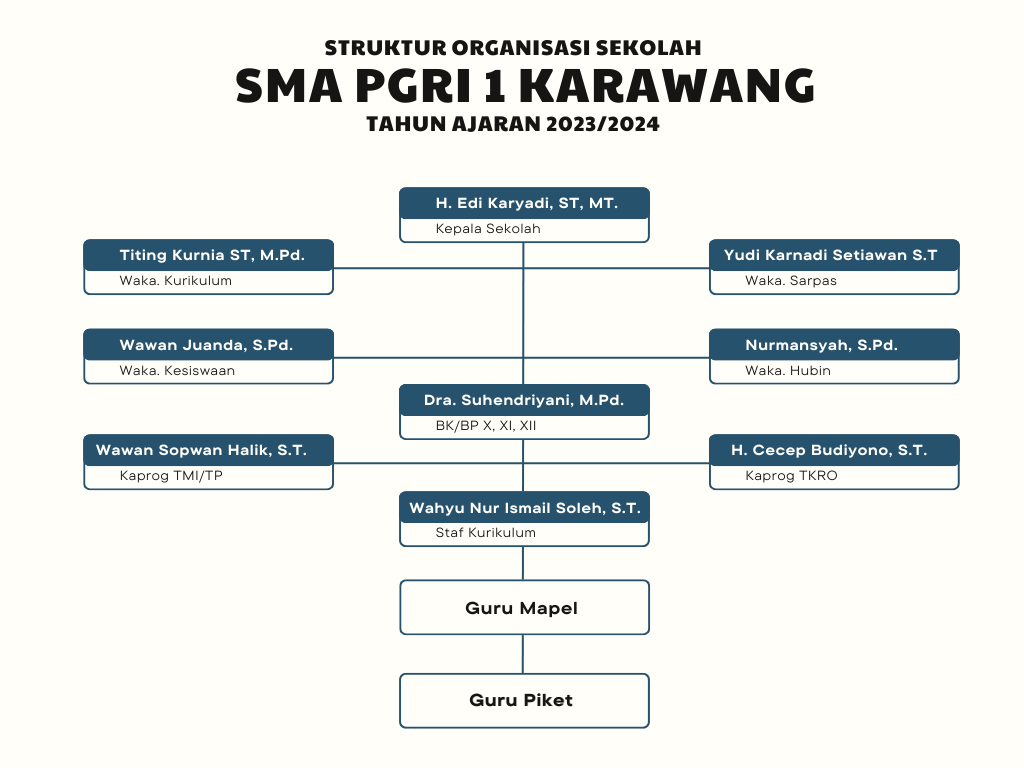 STRUKTUR ORGANISASI SEKOLAH
SMA PGRI 1 KARAWANG
TAHUN AJARAN 2023/2024
H. Edi Karyadi, ST, MT.
Kepala Sekolah
Titing Kurnia ST, M.Pd.
Waka. Kurikulum
Yudi Karnadi Setiawan S.T
Waka. Sarpas
Wawan Juanda, S.Pd.
Waka. Kesiswaan
Nurmansyah, S.Pd.
Waka. Hubin
Dra. Suhendriyani, M.Pd.
BK/BP X, XI, XII
Wawan Sopwan Halik, S.T.
Kaprog TMI/TP
H. Cecep Budiyono, S.T.
Kaprog TKRO
Wahyu Nur Ismail Soleh, S.T.
Staf Kurikulum
Guru Mapel
Guru Piket